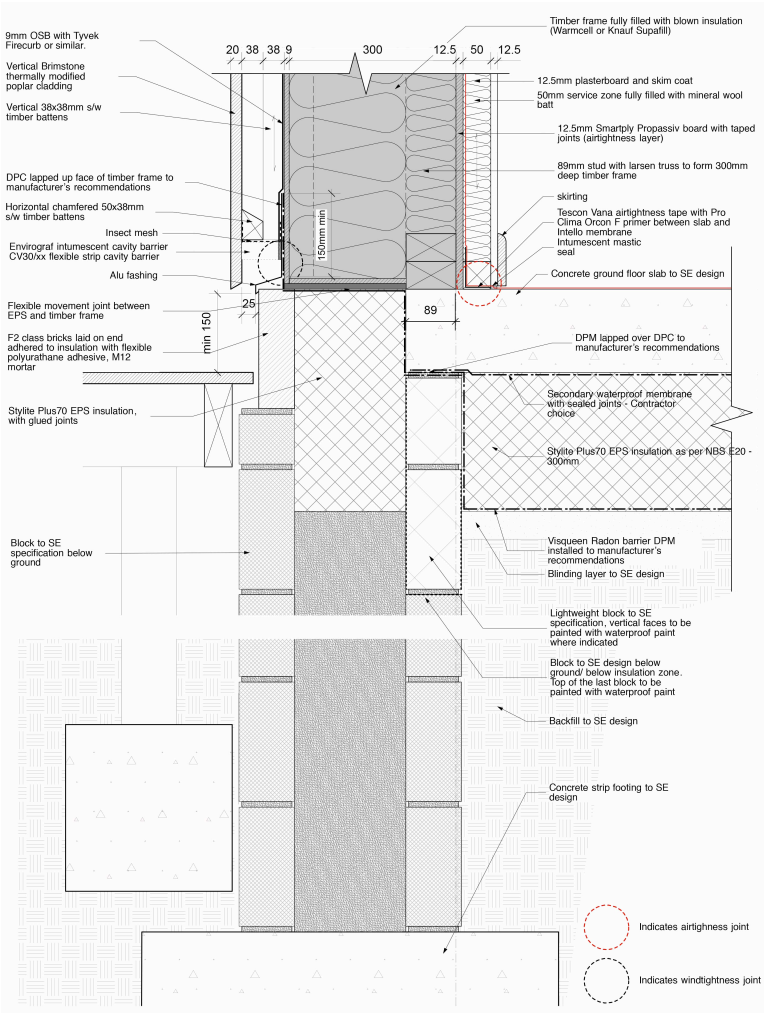 9mm OSB with Tyvek
Firecurb or similar.
Vertical Brimstone
thermally modified
poplar cladding
Vertical 38x38mm s/w
timber battens
DPC lapped up face of timber frame to
manufacturer's recommendations
Horizontal chamfered 50x38mm
s/w timber battens
Insect mesh
Envirograf intumescent cavity barrier
CV30/xx flexible strip cavity barrier
Alu fashing
Flexible movement joint between
EPS and timber frame
F2 class bricks laid on end
adhered to insulation with flexible
polyurathane adhesive, M12
mortar
Stylite Plus70 EPS insulation,
with glued joints
Block to SE
specification below
ground
20 38 38 9 300 12.5 50 12.5
150mm min
25
min 150
89
Timber frame fully filled with blown insulation
(Warmcell or Knauf Supafill)
12.5mm plasterboard and skim coat
50mm service zone fully filled with mineral wool
batt
12.5mm Smartply Propassiv board with taped
joints (airtightness layer)
89mm stud with larsen truss to form 300mm
deep timber frame
skirting
Tescon Vana airtightness tape with Pro
Clima Orcon F primer between slab and
Intello membrane
Intumescent mastic
seal
Concrete ground floor slab to SE design
DPM lapped over DPC to
manufacturer's recommendations
Secondary waterproof membrane
with sealed joints - Contractor
choice
Stylite Plus70 EPS insulation as per NBS E20 -
300mm
Visqueen Radon barrier DPM
installed to manufacturer's
recommendations
Blinding layer to SE design
Lightweight block to SE
specification, vertical faces to be
painted with waterproof paint
where indicated
Block to SE design below
ground/ below insulation zone.
Top of the last block to be
painted with waterproof paint
Backfill to SE design
Concrete strip footing to SE
design
Indicates airtighness joint
Indicates windtightness joint